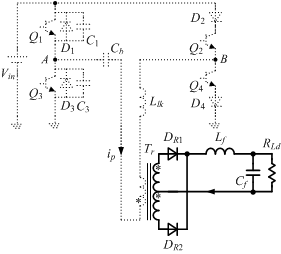 D2
Q1
D1
C1
Q2
Vin
A
Cb
B
Q3
D3
C3
Llk
Q4
D4
ip
Tr
DR1
Lf
RLd
Cf
*
*
*
DR2